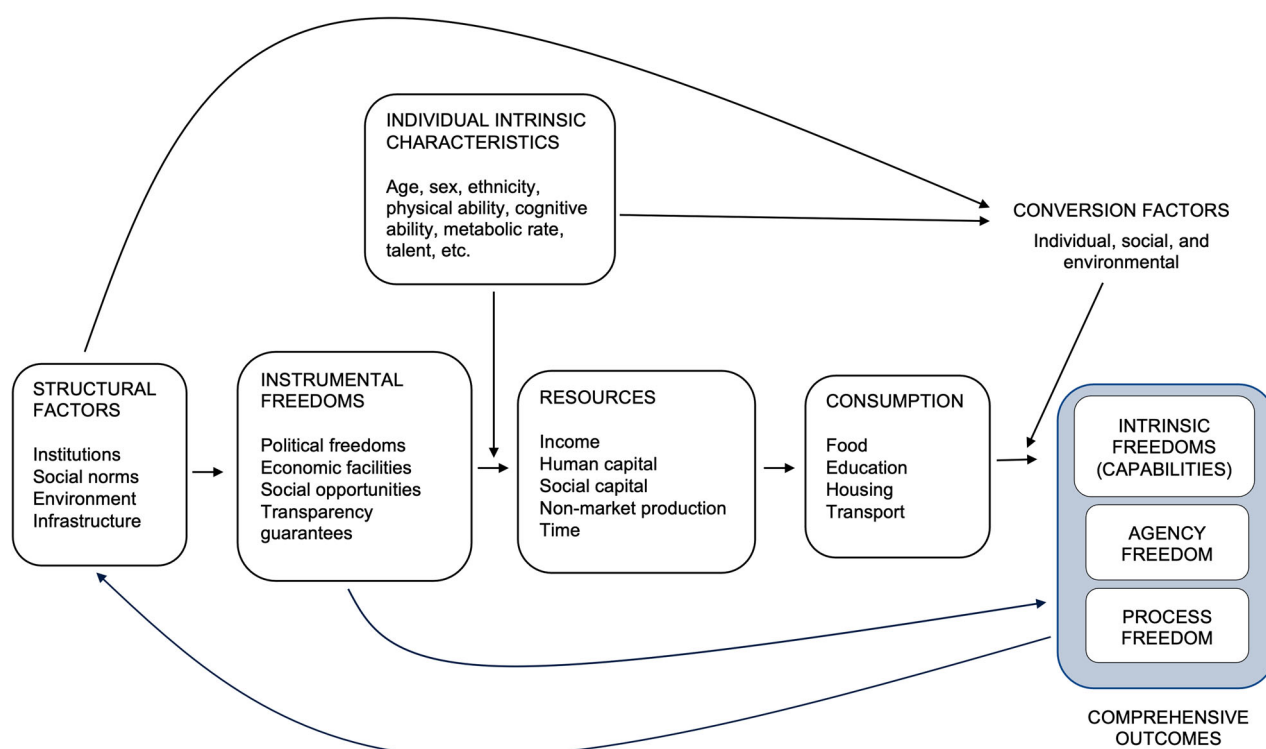 INDIVIDUAL INTRINSIC
CHARACTERISTICS
Age, sex, ethnicity,
physical ability, cognitive
ability, metabolic rate,
talent, etc.
CONVERSION FACTORS
Individual, social, and
environmental
STRUCTURAL
FACTORS
Institutions
Social norms
Environment
Infrastructure
INSTRUMENTAL
FREEDOMS
Political freedoms
Economic facilities
Social opportunities
Transparency
guarantees
RESOURCES
Income
Human capital
Social capital
Non-market production
Time
CONSUMPTION
Food
Education
Housing
Transport
INTRINSIC
FREEDOMS
(CAPABILITIES)
AGENCY
FREEDOM
PROCESS
FREEDOM
COMPREHENSIVE
OUTCOMES